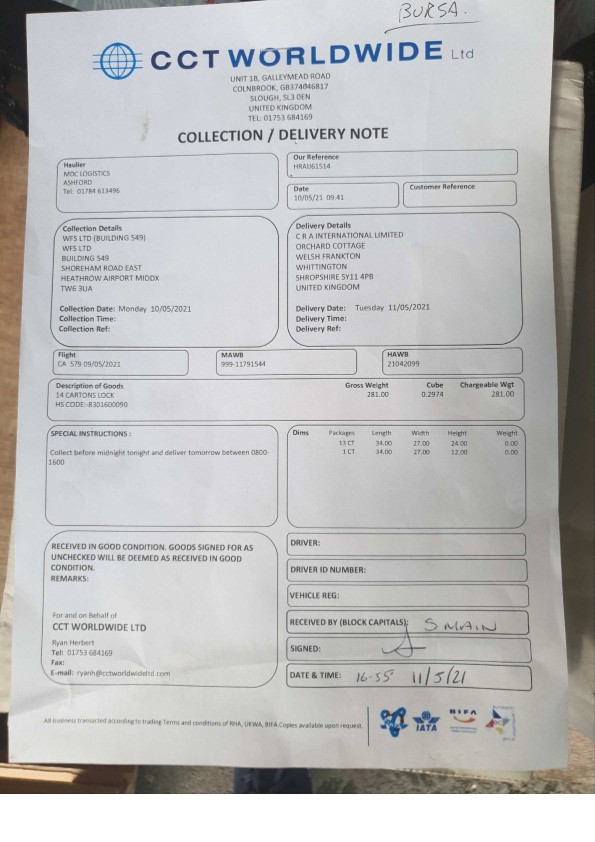 BURSA.
CCT WORLDWIDE Ltd
UNIT 1B, GALLEYMEAD ROAD
COLNBROOK, GB374046817
SLOUGH, SL3 0EN
UNITED KINGDOM
TEL: 01753 684169
COLLECTION / DELIVERY NOTE
Haulier
MDC LOGISTICS
ASHFORD
Tel: 01784 613496
Our Reference
HRAU61514
Date
10/05/21 09:41
Customer Reference
Collection Details
WFS LTD (BUILDING 549)
WFS LTD
BUILDING 549
SHOREHAM ROAD EAST
HEATHROW AIRPORT MIDDX
TW6 3UA
Collection Date: Monday 10/05/2021
Collection Time:
Collection Ref:
Delivery Details
C R A INTERNATIONAL LIMITED
ORCHARD COTTAGE
WELSH FRANKTON
WHITTINGTON
SHROPSHIRE SY11 4PB
UNITED KINGDOM
Delivery Date: Tuesday 11/05/2021
Delivery Time:
Delivery Ref:
Flight
CA 579 09/05/2021
MAWB
999-11791544
HAWB
21042099
Description of Goods Gross Weight Cube Chargeable Wgt
14 CARTONS LOCK 281.00 0.2974 281.00
HS CODE:-8301600090
SPECIAL INSTRUCTIONS :
Collect before midnight tonight and deliver tomorrow between 0800-
1600
Dims Packages Length Width Height Weight
13 CT 34.00 27.00 24.00 0.00
1 CT 34.00 27.00 12.00 0.00
RECEIVED IN GOOD CONDITION. GOODS SIGNED FOR AS
UNCHECKED WILL BE DEEMED AS RECEIVED IN GOOD
CONDITION.
REMARKS:
For and on Behalf of
CCT WORLDWIDE LTD
Ryan Herbert
Tel: 01753 684169
Fax:
E-mail: ryanh@cctworldwideltd.com
DRIVER:
DRIVER ID NUMBER:
VEHICLE REG:
RECEIVED BY (BLOCK CAPITALS): S MAIN
SIGNED:
DATE & TIME: 16-55 11/5/21
All business transacted according to trading Terms and conditions of RHA, UKWA, BIFA.Copies available upon request.
IATA
BIFA